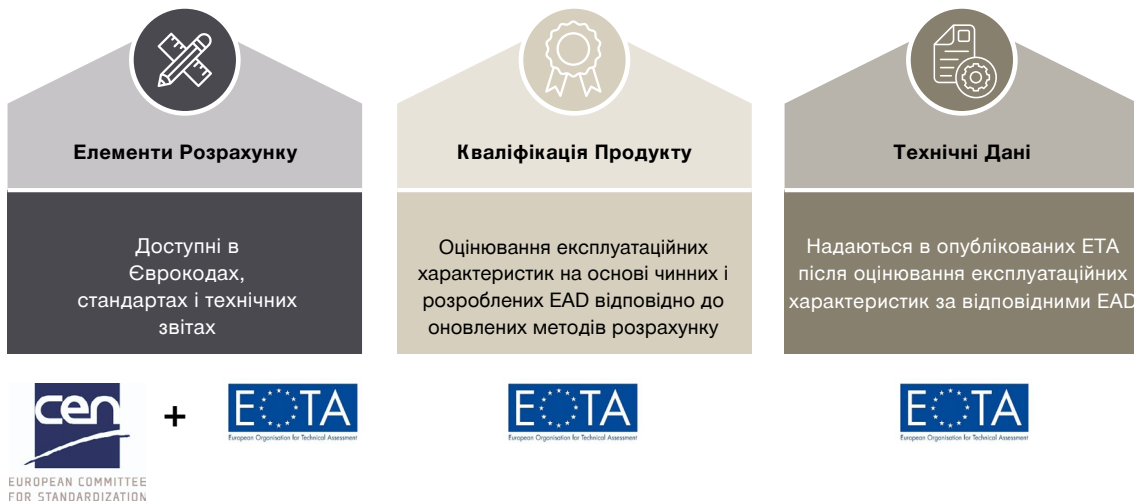 Елементи Розрахунку
Доступні в
Єврокодах,
стандартах і технічних
звітах
Кваліфікація Продукту
Оцінювання експлуатаційних
характеристик на основі чинних і
розроблених EAD відповідно до
оновлених методів розрахунку
Технічні Дані
Надаються в опублікованих ETA
після оцінювання експлуатаційних
характеристик за відповідними EAD
cen
EUROPEAN COMMITTEE
FOR STANDARDIZATION
+
EOTA
European Organisation for Technical Assessment
EOTA
European Organisation for Technical Assessment
EOTA
European Organisation for Technical Assessment